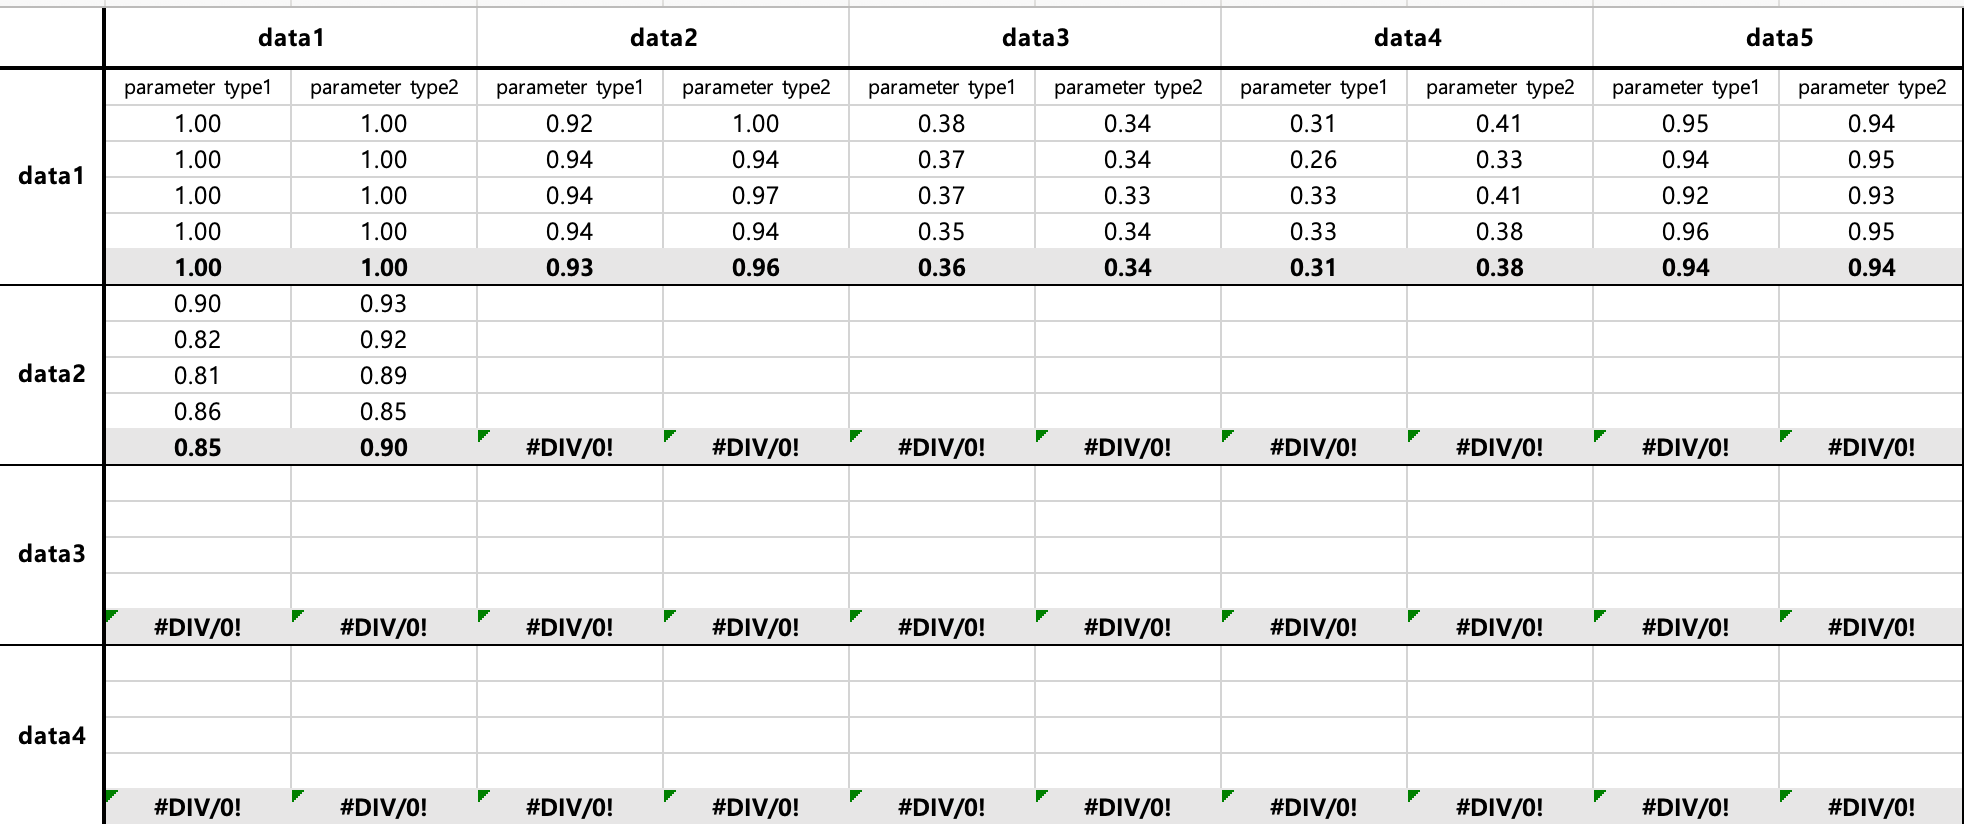 data1 data2 data3 data4 data5
parameter type1 parameter type2 parameter type1 parameter type2 parameter type1 parameter type2 parameter type1 parameter type2 parameter type1 parameter type2
1.00 1.00 0.92 1.00 0.38 0.34 0.31 0.41 0.95 0.94
1.00 1.00 0.94 0.94 0.37 0.34 0.26 0.33 0.94 0.95
data1
1.00 1.00 0.94 0.97 0.37 0.33 0.33 0.41 0.92 0.93
1.00 1.00 0.94 0.94 0.35 0.34 0.33 0.38 0.96 0.95
1.00 1.00 0.93 0.96 0.36 0.34 0.31 0.38 0.94 0.94
0.90 0.93
0.82 0.92
data2
0.81 0.89
0.86 0.85
0.85 0.90 #DIV/0! #DIV/0! #DIV/0! #DIV/0! #DIV/0! #DIV/0! #DIV/0! #DIV/0!
data3
#DIV/0! #DIV/0! #DIV/0! #DIV/0! #DIV/0! #DIV/0! #DIV/0! #DIV/0! #DIV/0! #DIV/0!
data4
#DIV/0! #DIV/0! #DIV/0! #DIV/0! #DIV/0! #DIV/0! #DIV/0! #DIV/0! #DIV/0! #DIV/0!